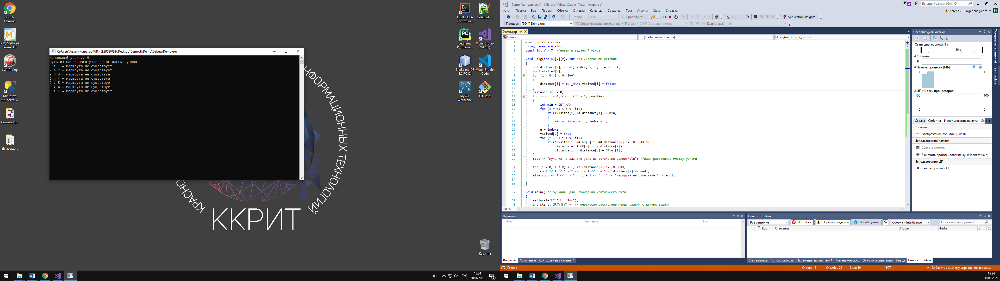 Google
Chrome
PTC Mathcad
Prime 3.0
SWI-Prolog
Microsoft
SQL Server ...
ConsoleAp...
Демоэкза...
C:\Users\Администратор.WIN-6L2PS80JSI9\Desktop\DemosII\Demo\Debug\Demo.exe
Начальный узел >> 9
Путь из начального узла до остальных узлов:
9 > 1 = маршрута не существует
9 > 2 = маршрута не существует
9 > 3 = маршрута не существует
9 > 4 = маршрута не существует
9 > 5 = маршрута не существует
9 > 6 = маршрута не существует
9 > 7 = маршрута не существует
НФОРМАЦИОННЫХ ТЕХНОЛОГИЙ
КРАСНО
ККРИТ
IntelliJ IDEA
Communi...
Notepad++
JetBrains
PyCharm ...
Visual Studio
2017 (2)
NetBeans IDE
8.2 RC (2)
Visual Studio
Code
MySQL
Workben...
Git Bash
Корзина
РУС
15:34
30.06.2021
6
Demo (выполняется) - Microsoft Visual Studio (Администратор)
4
Быстрый запуск (Ctrl+Q)
Файл Правка Вид Проект Сборка Отладка Команда Средства Тест Анализ Окно Справка
herepa3219@genebag.com H
Debug x86 Продолжить Application Insights
Процесс: [9644] Demo.exe События жизненного цикла Поток: [12168] Основной поток Кадр стека: main
Demo.cpp
Demo (Глобальная область) alg(int GR[V][V], int st)
1 #include <iostream>
2 using namespace std;
3 const int V = 7; //имеем в задачи 7 узлов
4
5 void  alg(int GR[V][V], int st) //алгоритм решения
6 {
7 int distance[V], count, index, i, u, f = st + 1;
8 bool visited[V];
9 for (i = 0; i < V; i++)
10 {
11 distance[i] = INT_MAX; visited[i] = false;
12 }
13 distance[st] = 0;
14 for (count = 0; count < V - 1; count++)
15 {
16 int min = INT_MAX;
17 for (i = 0; i < V; i++)
18 if (!visited[i] && distance[i] <= min)
19 {
20 min = distance[i]; index = i;
21 }
22 u = index;
23 visited[u] = true;
24 for (i = 0; i < V; i++)
25 if (!visited[i] && GR[u][i] && distance[u] != INT_MAX &&
26 distance[u] + GR[u][i] < distance[i])
27 distance[i] = distance[u] + GR[u][i];
28 }
29 cout << "Путь из начального узла до остальных узлов:\t\n"; //ищем расстояние ммежду узлами
30
31 for (i = 0; i < V; i++) if (distance[i] != INT_MAX)
32 cout << f << " > " << i + 1 << " = " << distance[i] << endl;
33 else cout << f << " > " << i + 1 << " = " << "маршрута не существует" << endl;
34
35 }
36
37 void main() // функция  для нахождения кратчайшего пути
38 {
39 setlocale(LC_ALL, "Rus");
40 int start, GR[V][V] =  // переносим расстояние между узлами с данных задачи
100 %
Средства диагностики
Сеанс диагностики: 3 с
10 с
События
Память процесса (МБ)
1 1
0 0
ЦП (% всех процессоров)
100 100
0 0
Сводка События Использование памяти Ис
События
Отображение событий (0 из 0)
Использование памяти
Сделать снимок
Включить профилирование кучи (влияет на пр
Использование ЦП
Запись профиля ЦП
Обозреватель решений
Team Explorer
Видимые
Имя Значение Тип
Видимые Локальные Контрольные значения 1
Список ошибок
Все решение 0 Ошибки 0 Предупреждения 0 Сообщения Сборка и IntelliSense Поиск по списку ошибок
Код Описание Проект Файл Ст... Сос
Стек вызовов Точки останова Параметры исключений Командное окно Окно интерпретации Вывод Список ошибок
Готово Строка 13 Столбец 22 Знак 19 ВСТ Добавить в систему управления версиями
15:34
30.06.2021